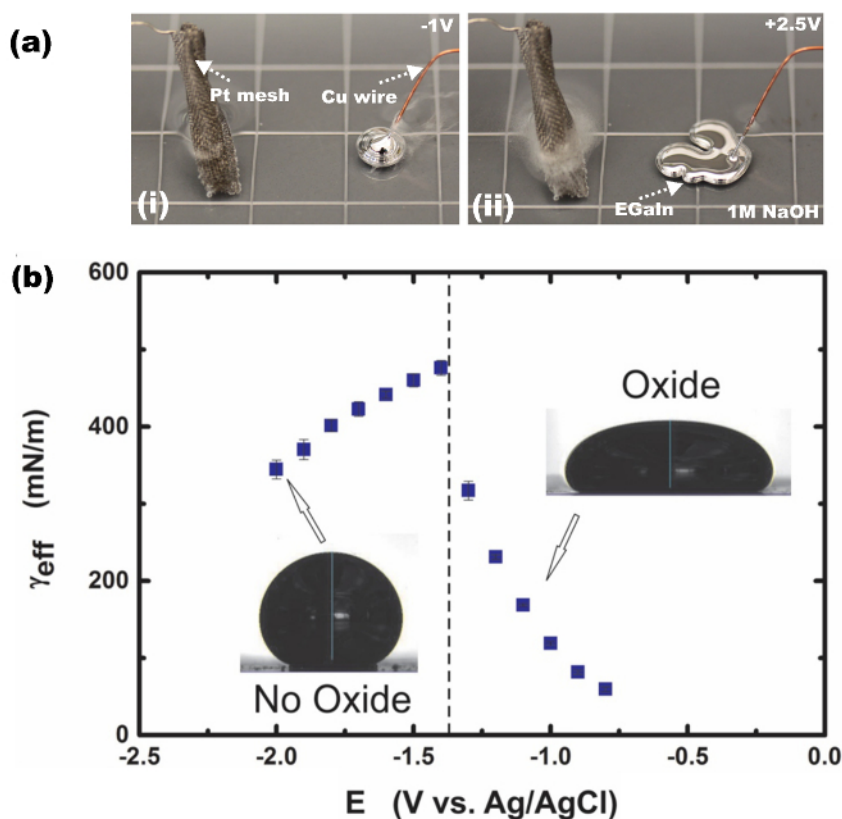 (a)
-1V
Pt mesh
Cu wire
(i)
+2.5V
EGaIn
1M NaOH
(ii)
(b)
600
400
200
0
γeff (mN/m)
Oxide
No Oxide
-2.5
-2.0
-1.5
-1.0
-0.5
0.0
E (V vs. Ag/AgCl)